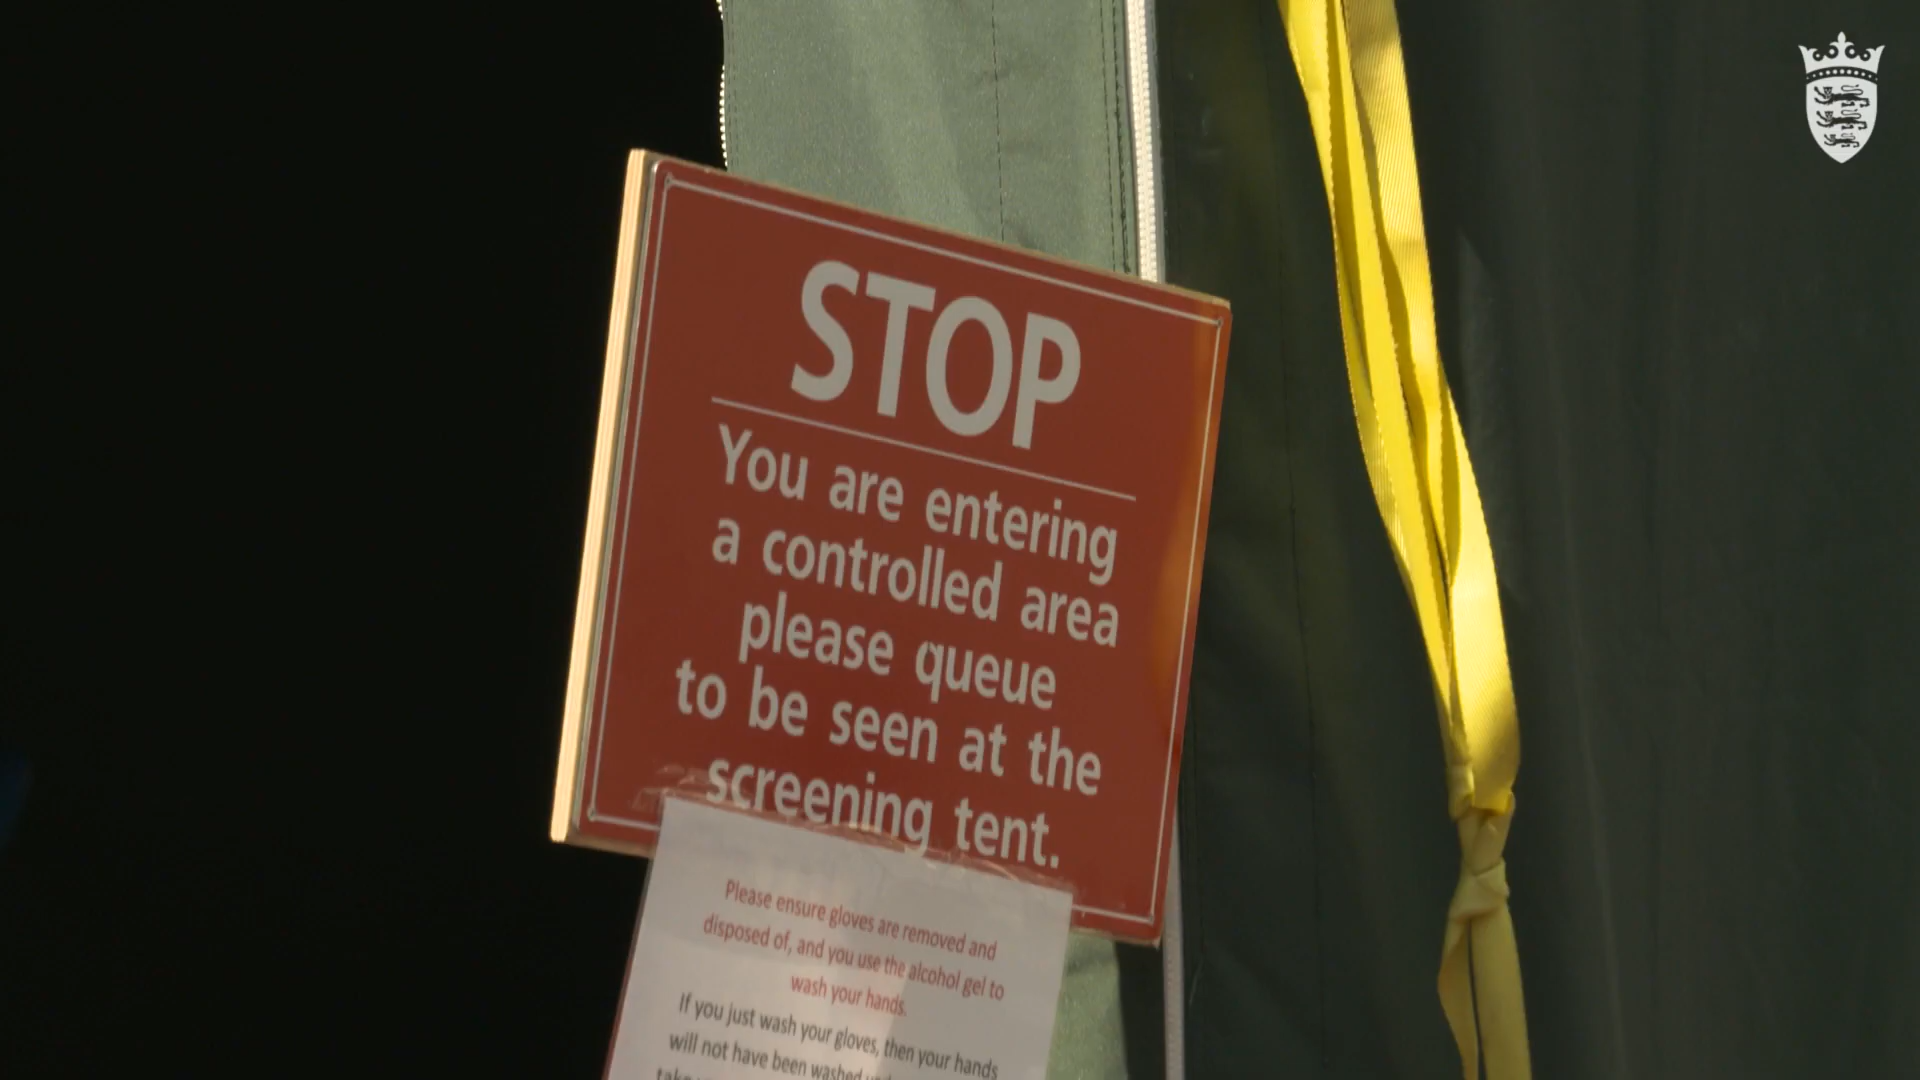 STOP
You are entering
a controlled area
please queue
to be seen at the
screening tent.
Please ensure gloves are removed and
disposed of, and you use the alcohol gel to
wash your hands.
If you just wash your gloves, then your hands
will not have been washed